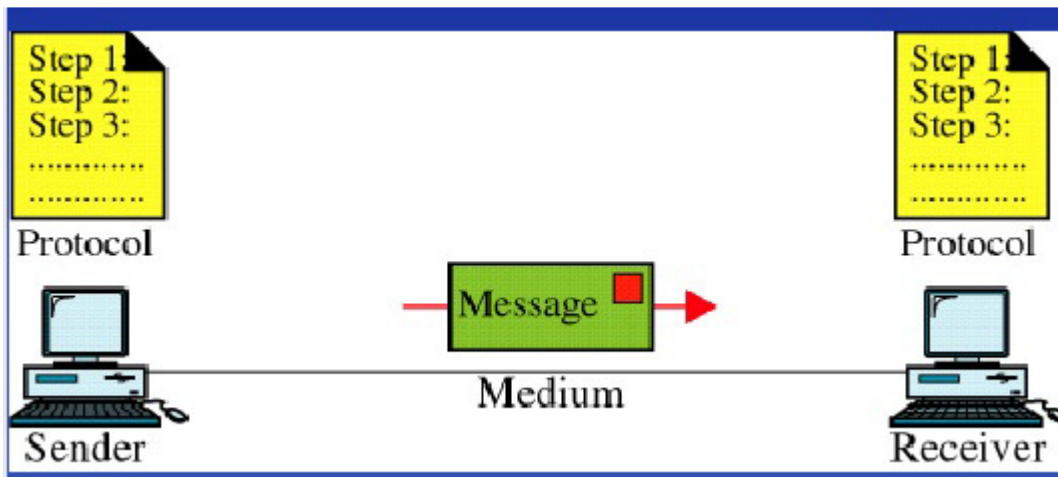 Step 1:
Step 2:
Step 3:
..............
..............
Protocol
Step 1:
Step 2:
Step 3:
..............
..............
Protocol
Message
Medium
Sender
Receiver